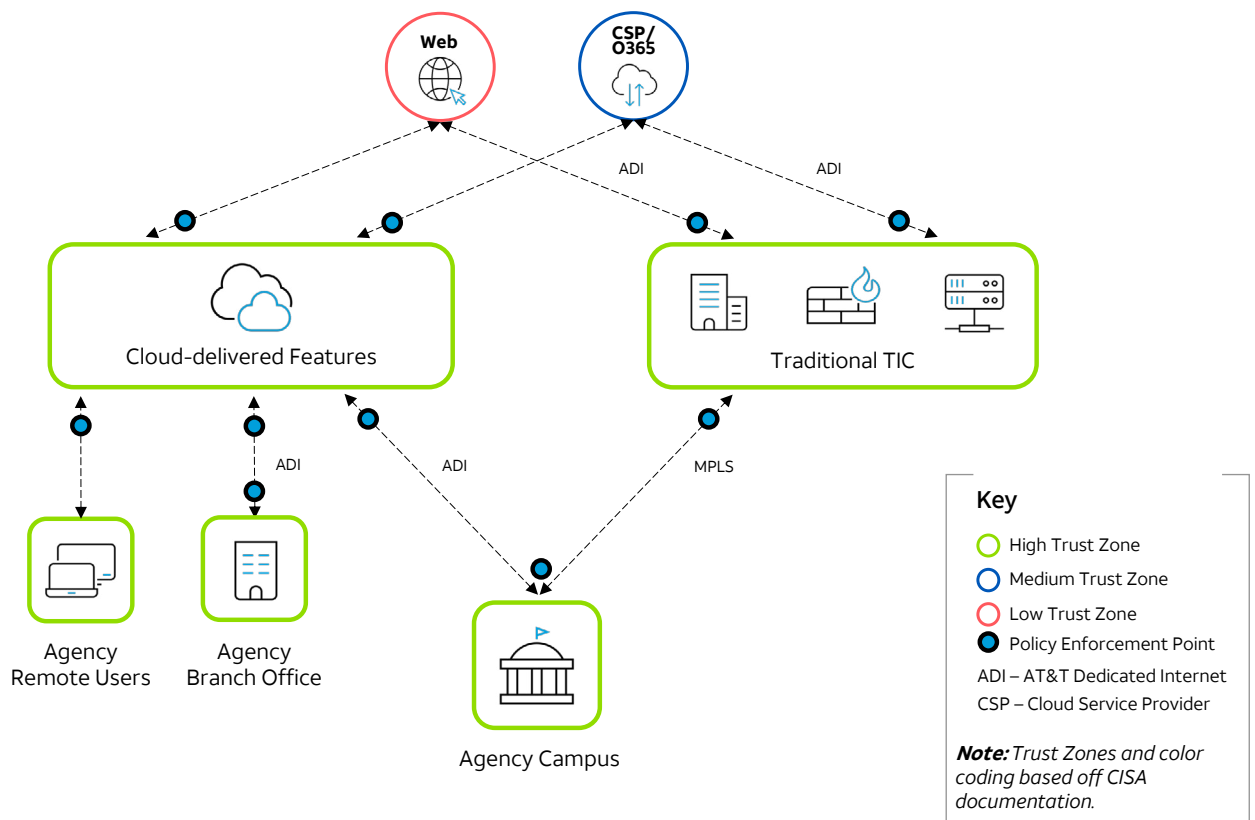 Web
CSP/
O365
ADI
ADI
Cloud-delivered Features
Traditional TIC
ADI
ADI
MPLS
Agency
Remote Users
Agency
Branch Office
Agency Campus
Key
High Trust Zone
Medium Trust Zone
Low Trust Zone
Policy Enforcement Point
ADI – AT&T Dedicated Internet
CSP – Cloud Service Provider
Note: Trust Zones and color
coding based off CISA
documentation.